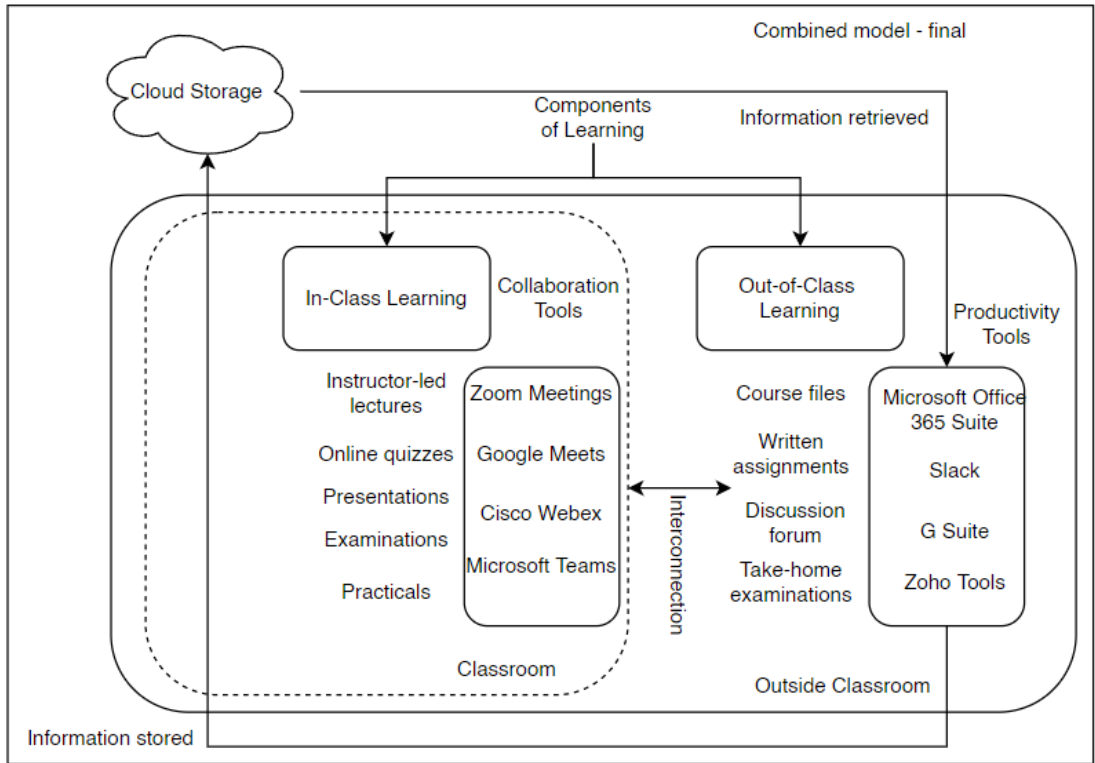 Combined model - final
Cloud Storage
Components
of Learning
Information retrieved
In-Class Learning
Collaboration
Tools
Out-of-Class
Learning
Productivity
Tools
Instructor-led
lectures
Online quizzes
Presentations
Examinations
Practicals
Zoom Meetings
Google Meets
Cisco Webex
Microsoft Teams
Interconnection
Course files
Written
assignments
Discussion
forum
Take-home
examinations
Microsoft Office
365 Suite
Slack
G Suite
Zoho Tools
Classroom
Outside Classroom
Information stored